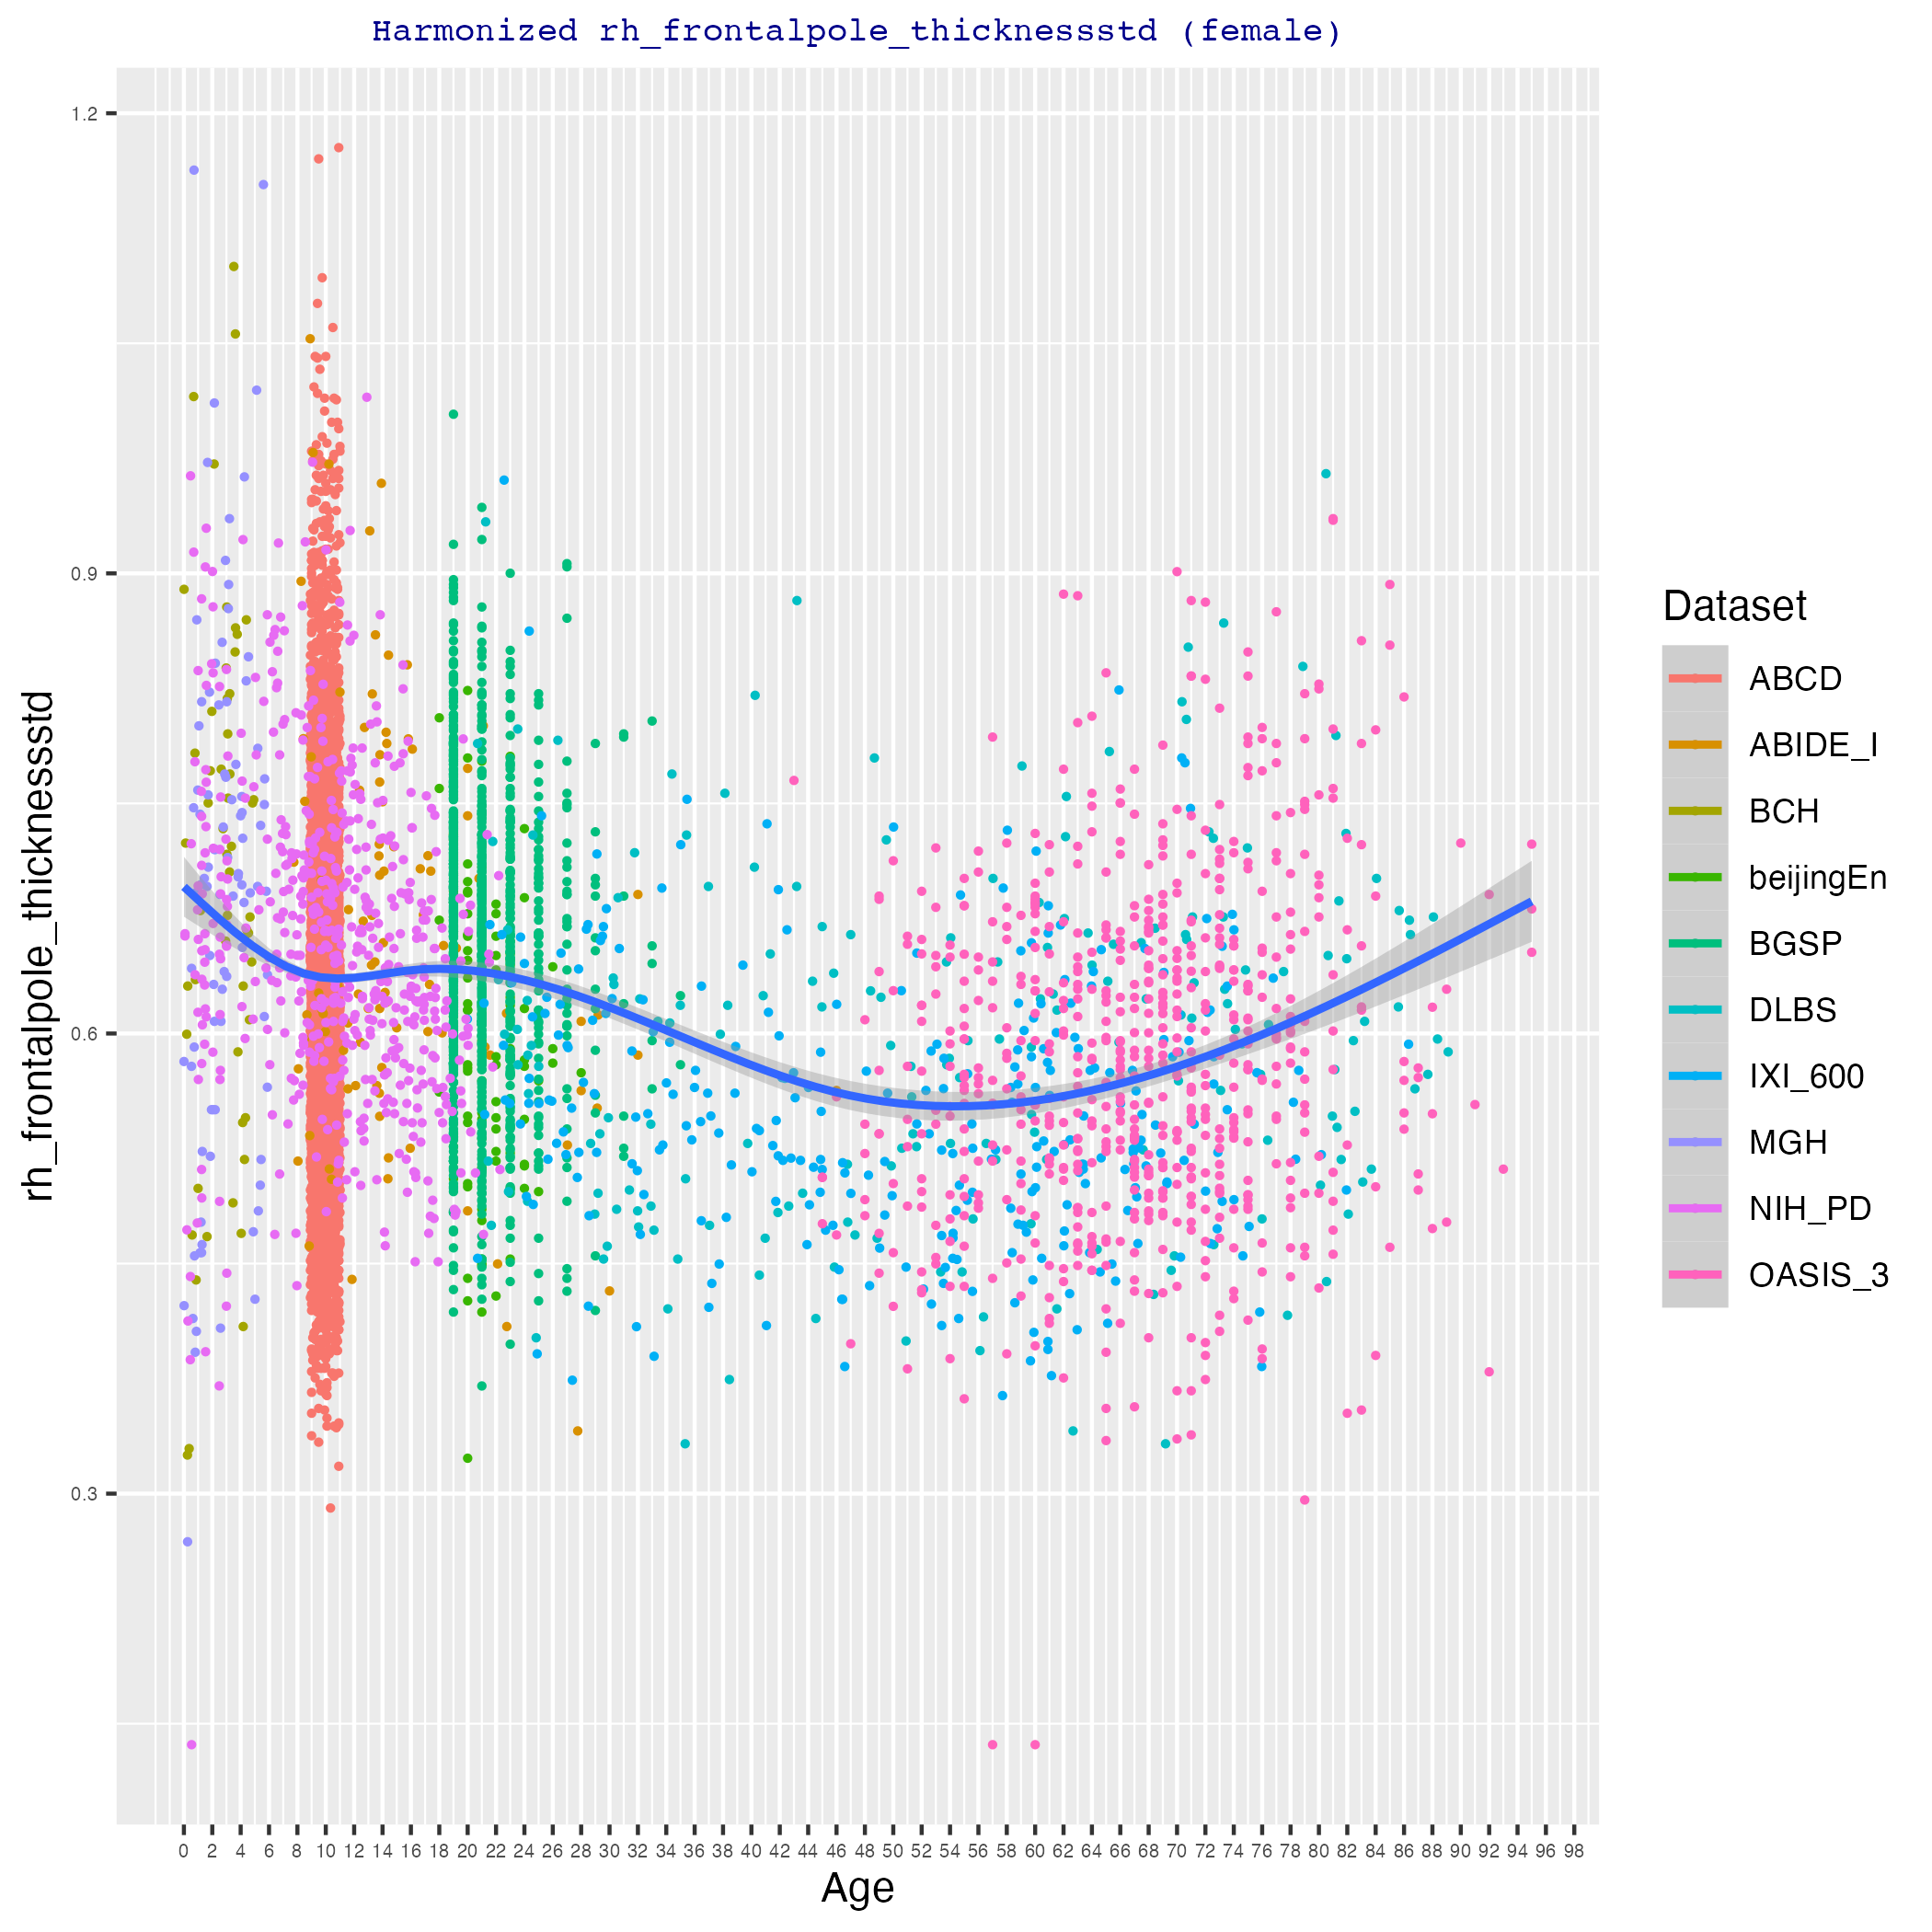 Harmonized rh_frontalpole_thicknessstd (female)
rh_frontalpole_thicknessstd
1.2
0.9
0.6
0.3
0 2 4 6 8 10 12 14 16 18 20 22 24 26 28 30 32 34 36 38 40 42 44 46 48 50 52 54 56 58 60 62 64 66 68 70 72 74 76 78 80 82 84 86 88 90 92 94 96 98
Age
Dataset
ABCD
ABIDE_I
BCH
beijingEn
BGSP
DLBS
IXI_600
MGH
NIH_PD
OASIS_3